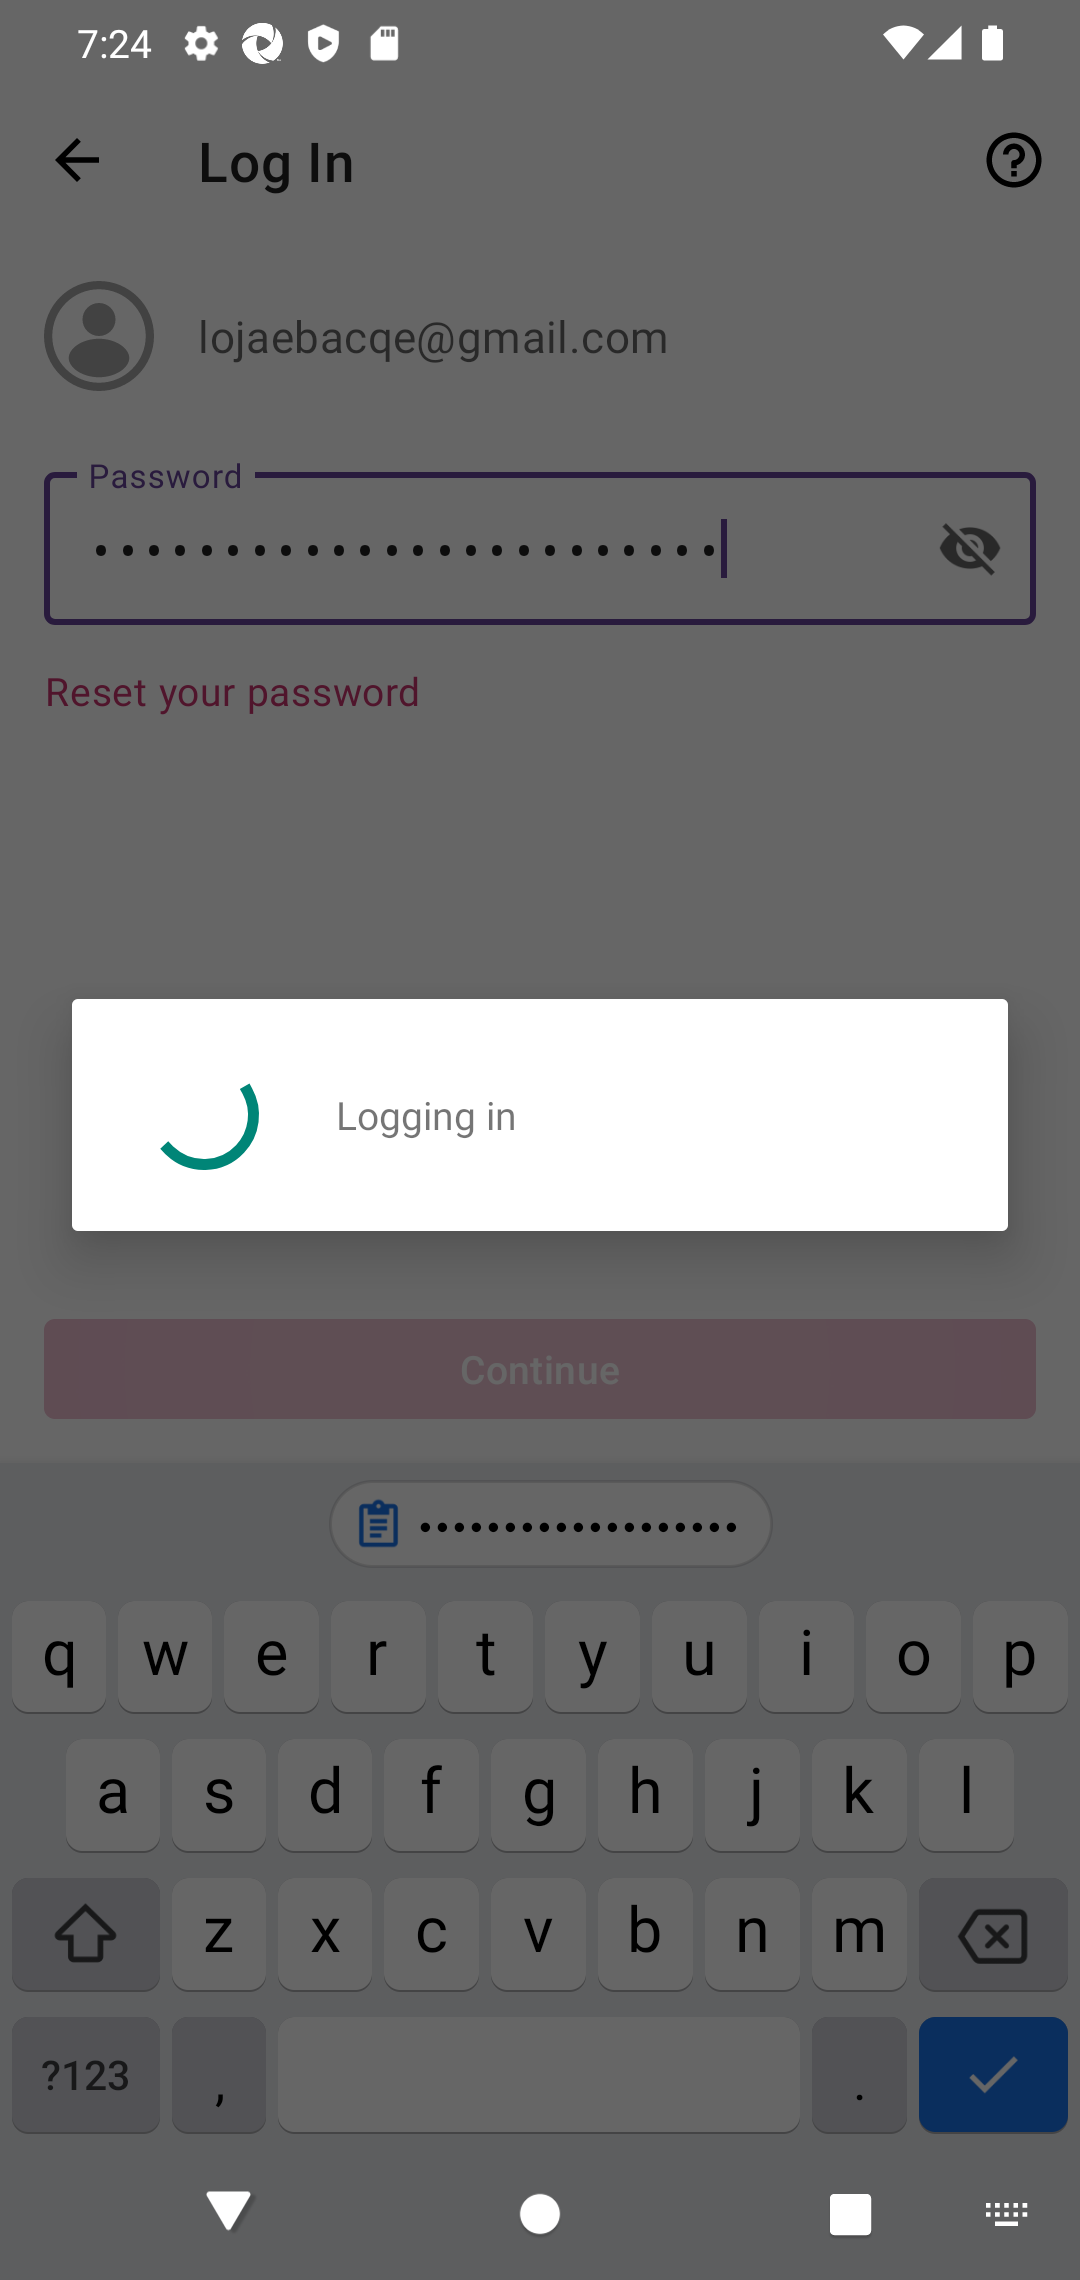 7:24
Log In
lojaebacqe@gmail.com
Password
••••••••••••••••••••••••
Reset your password
Logging in
Continue
•••••••••••••••••••
q w e r t y u i o p
a s d f g h j k l
z x c v b n m
?123 , .